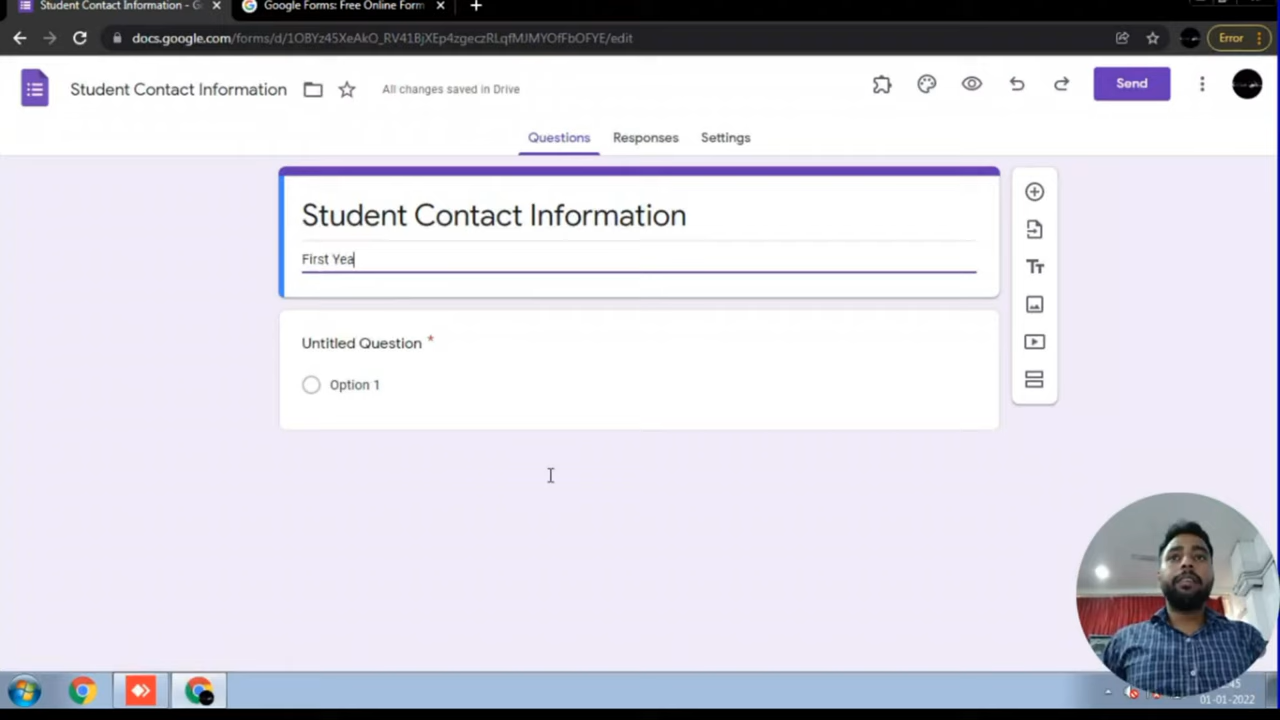 Student Contact Information - G
Google Forms: Free Online Form
docs.google.com/forms/d/1OBYz45XeAkO_RV41BjXEp4zgeczRLqfMJMYOfFbOFYE/edit
Error
Student Contact Information
All changes saved in Drive
Send
Questions
Responses
Settings
Student Contact Information
First Yea
Untitled Question *
Option 1
01-01-2022